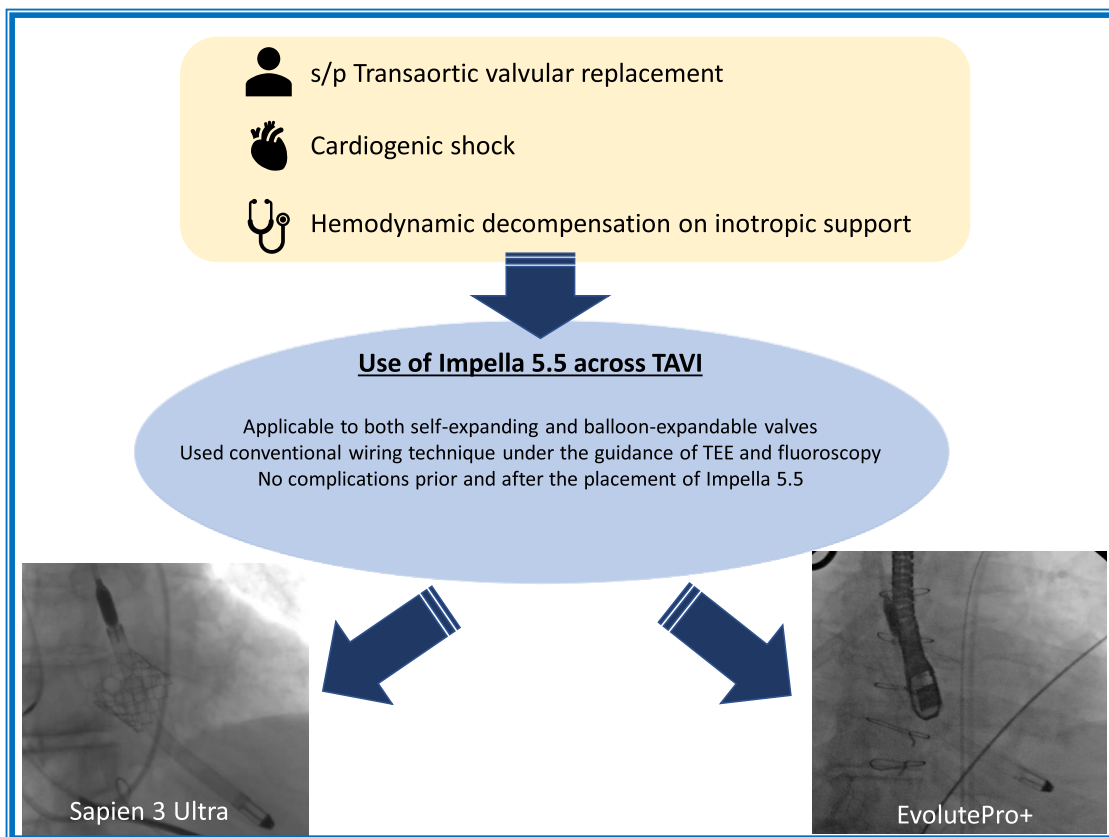 s/p Transaortic valvular replacement
Cardiogenic shock
Hemodynamic decompensation on inotropic support
Use of Impella 5.5 across TAVI
Applicable to both self-expanding and balloon-expandable valves
Used conventional wiring technique under the guidance of TEE and fluoroscopy
No complications prior and after the placement of Impella 5.5
Sapien 3 Ultra
EvolutePro+